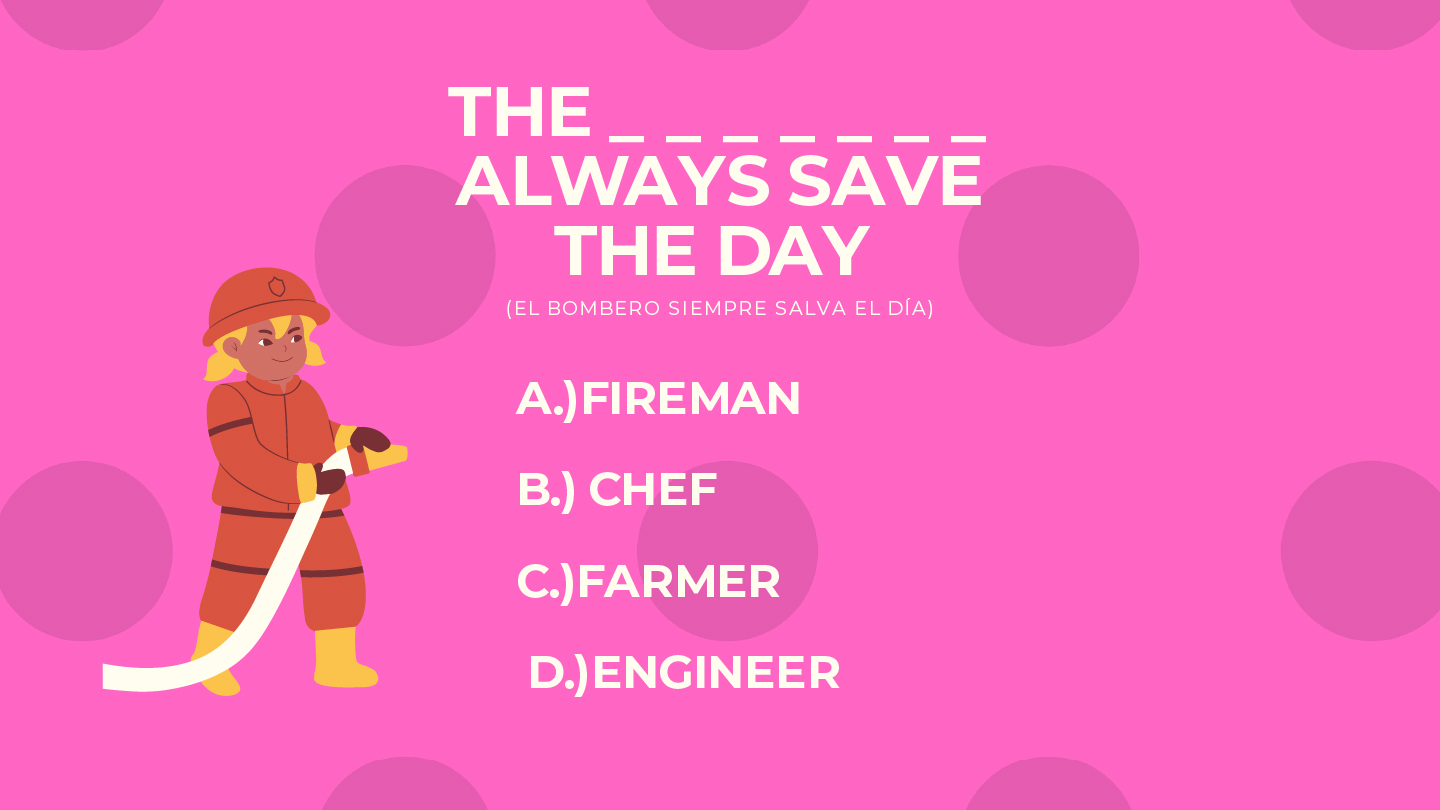 THE _ _ _ _ _ _ _
ALWAYS SAVE
THE DAY
(EL BOMBERO SIEMPRE SALVA EL DÍA)
A.)FIREMAN
B.) CHEF
C.)FARMER
D.)ENGINEER